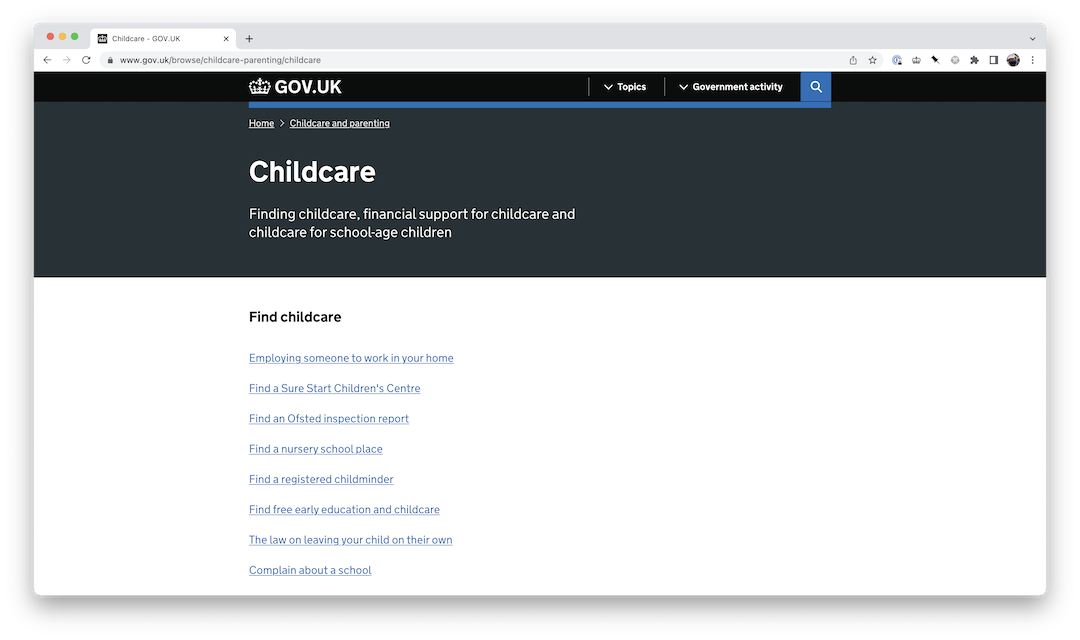 Childcare - GOV.UK
www.gov.uk/browse/childcare-parenting/childcare
GOV.UK
Topics
Government activity
Home
Childcare and parenting
Childcare
Finding childcare, financial support for childcare and
childcare for school-age children
Find childcare
Employing someone to work in your home
Find a Sure Start Children's Centre
Find an Ofsted inspection report
Find a nursery school place
Find a registered childminder
Find free early education and childcare
The law on leaving your child on their own
Complain about a school